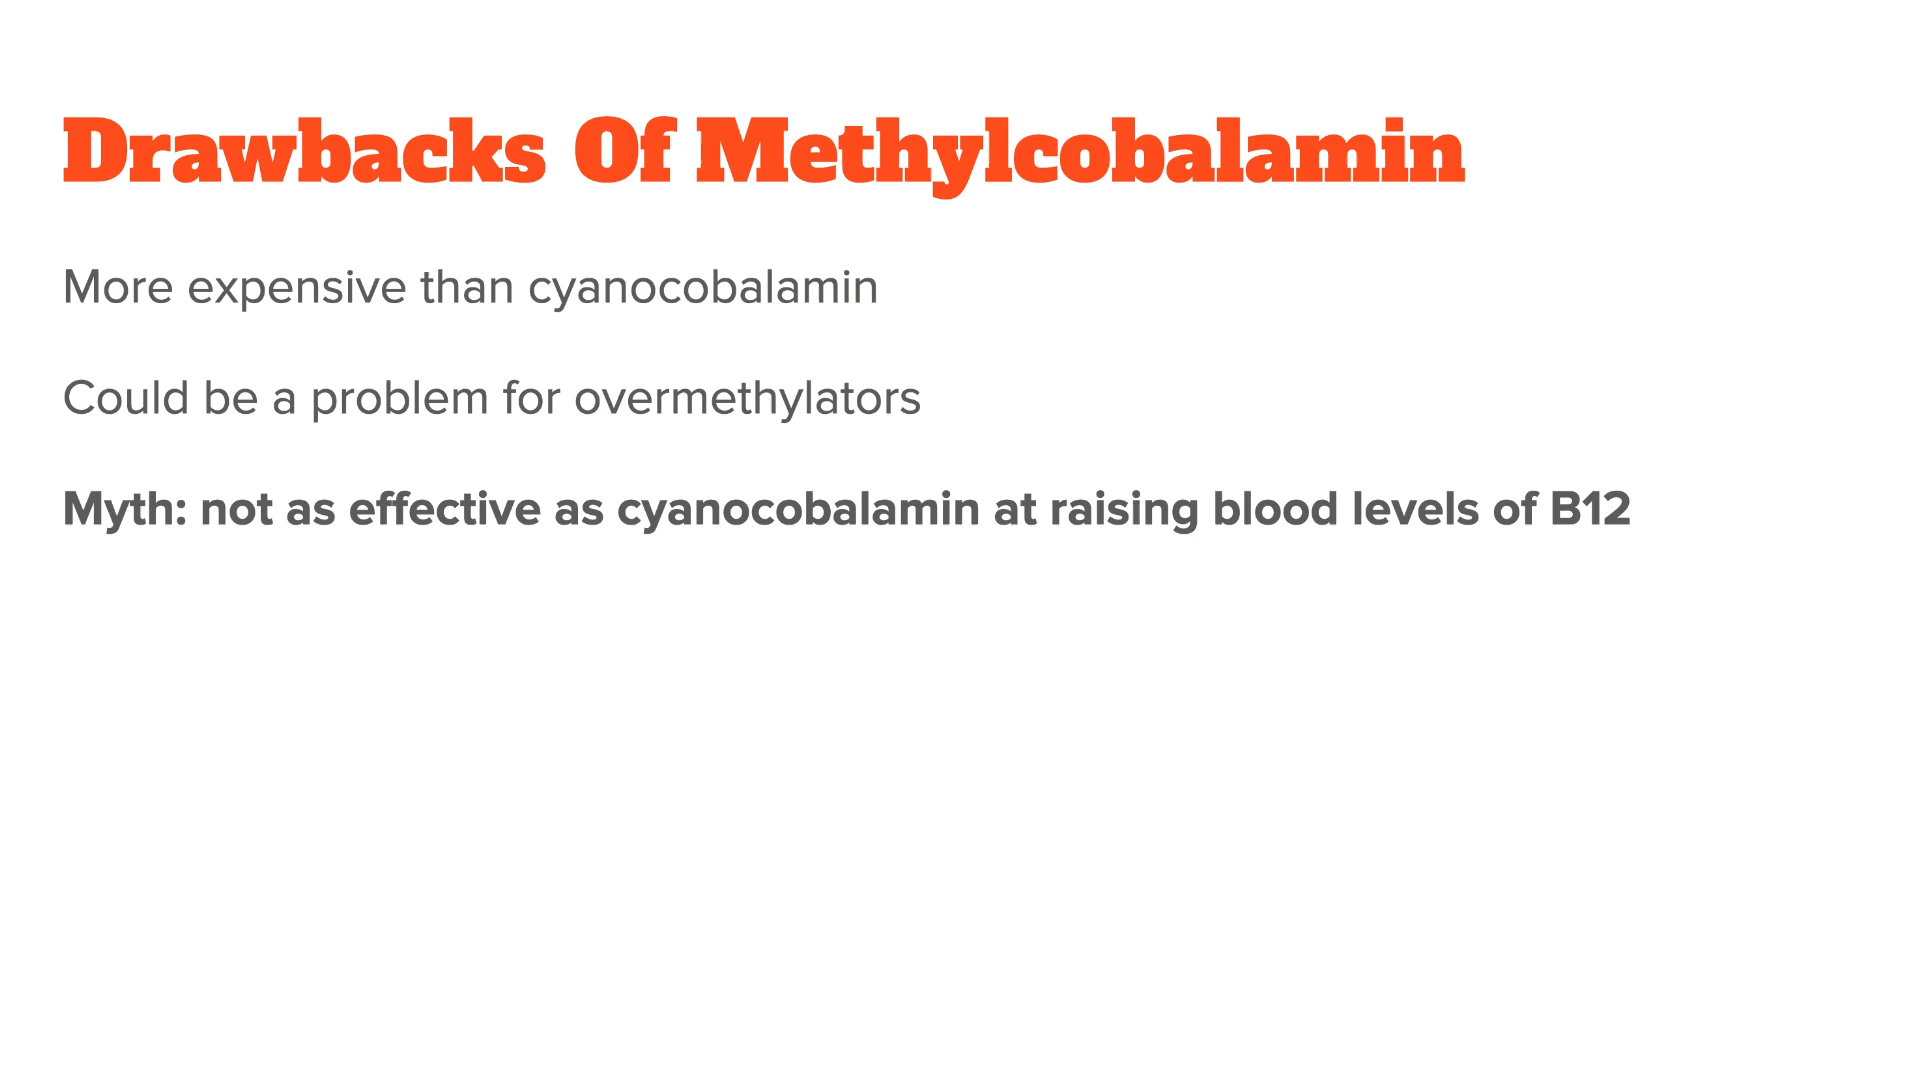 Drawbacks Of Methylcobalamin
More expensive than cyanocobalamin
Could be a problem for overmethylators
Myth: not as effective as cyanocobalamin at raising blood levels of B12